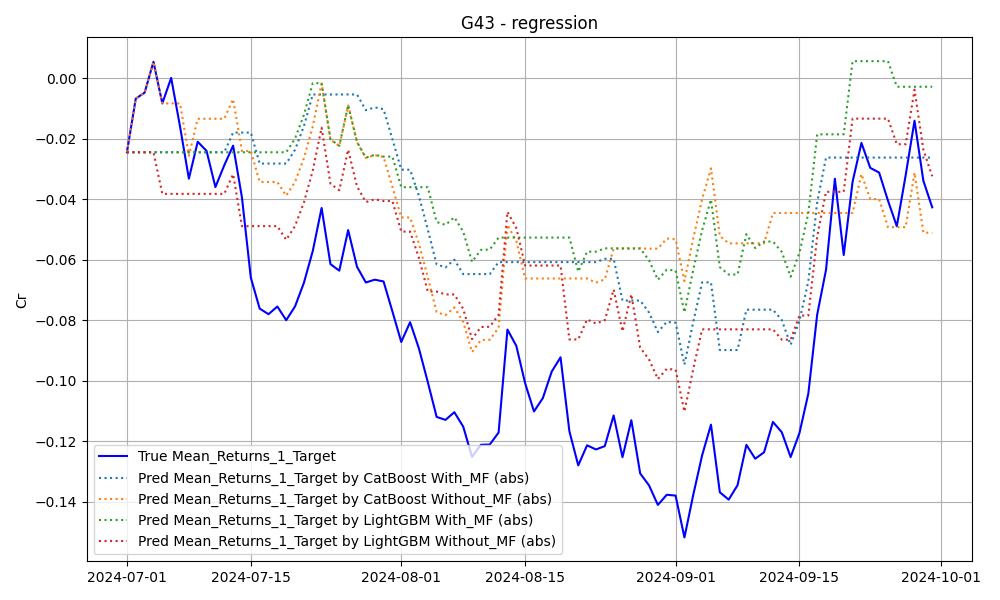 G43 - regression
Cr
0.00
−0.02
−0.04
−0.06
−0.08
−0.10
−0.12
−0.14
True Mean_Returns_1_Target
Pred Mean_Returns_1_Target by CatBoost With_MF (abs)
Pred Mean_Returns_1_Target by CatBoost Without_MF (abs)
Pred Mean_Returns_1_Target by LightGBM With_MF (abs)
Pred Mean_Returns_1_Target by LightGBM Without_MF (abs)
2024-07-01 2024-07-15 2024-08-01 2024-08-15 2024-09-01 2024-09-15 2024-10-01